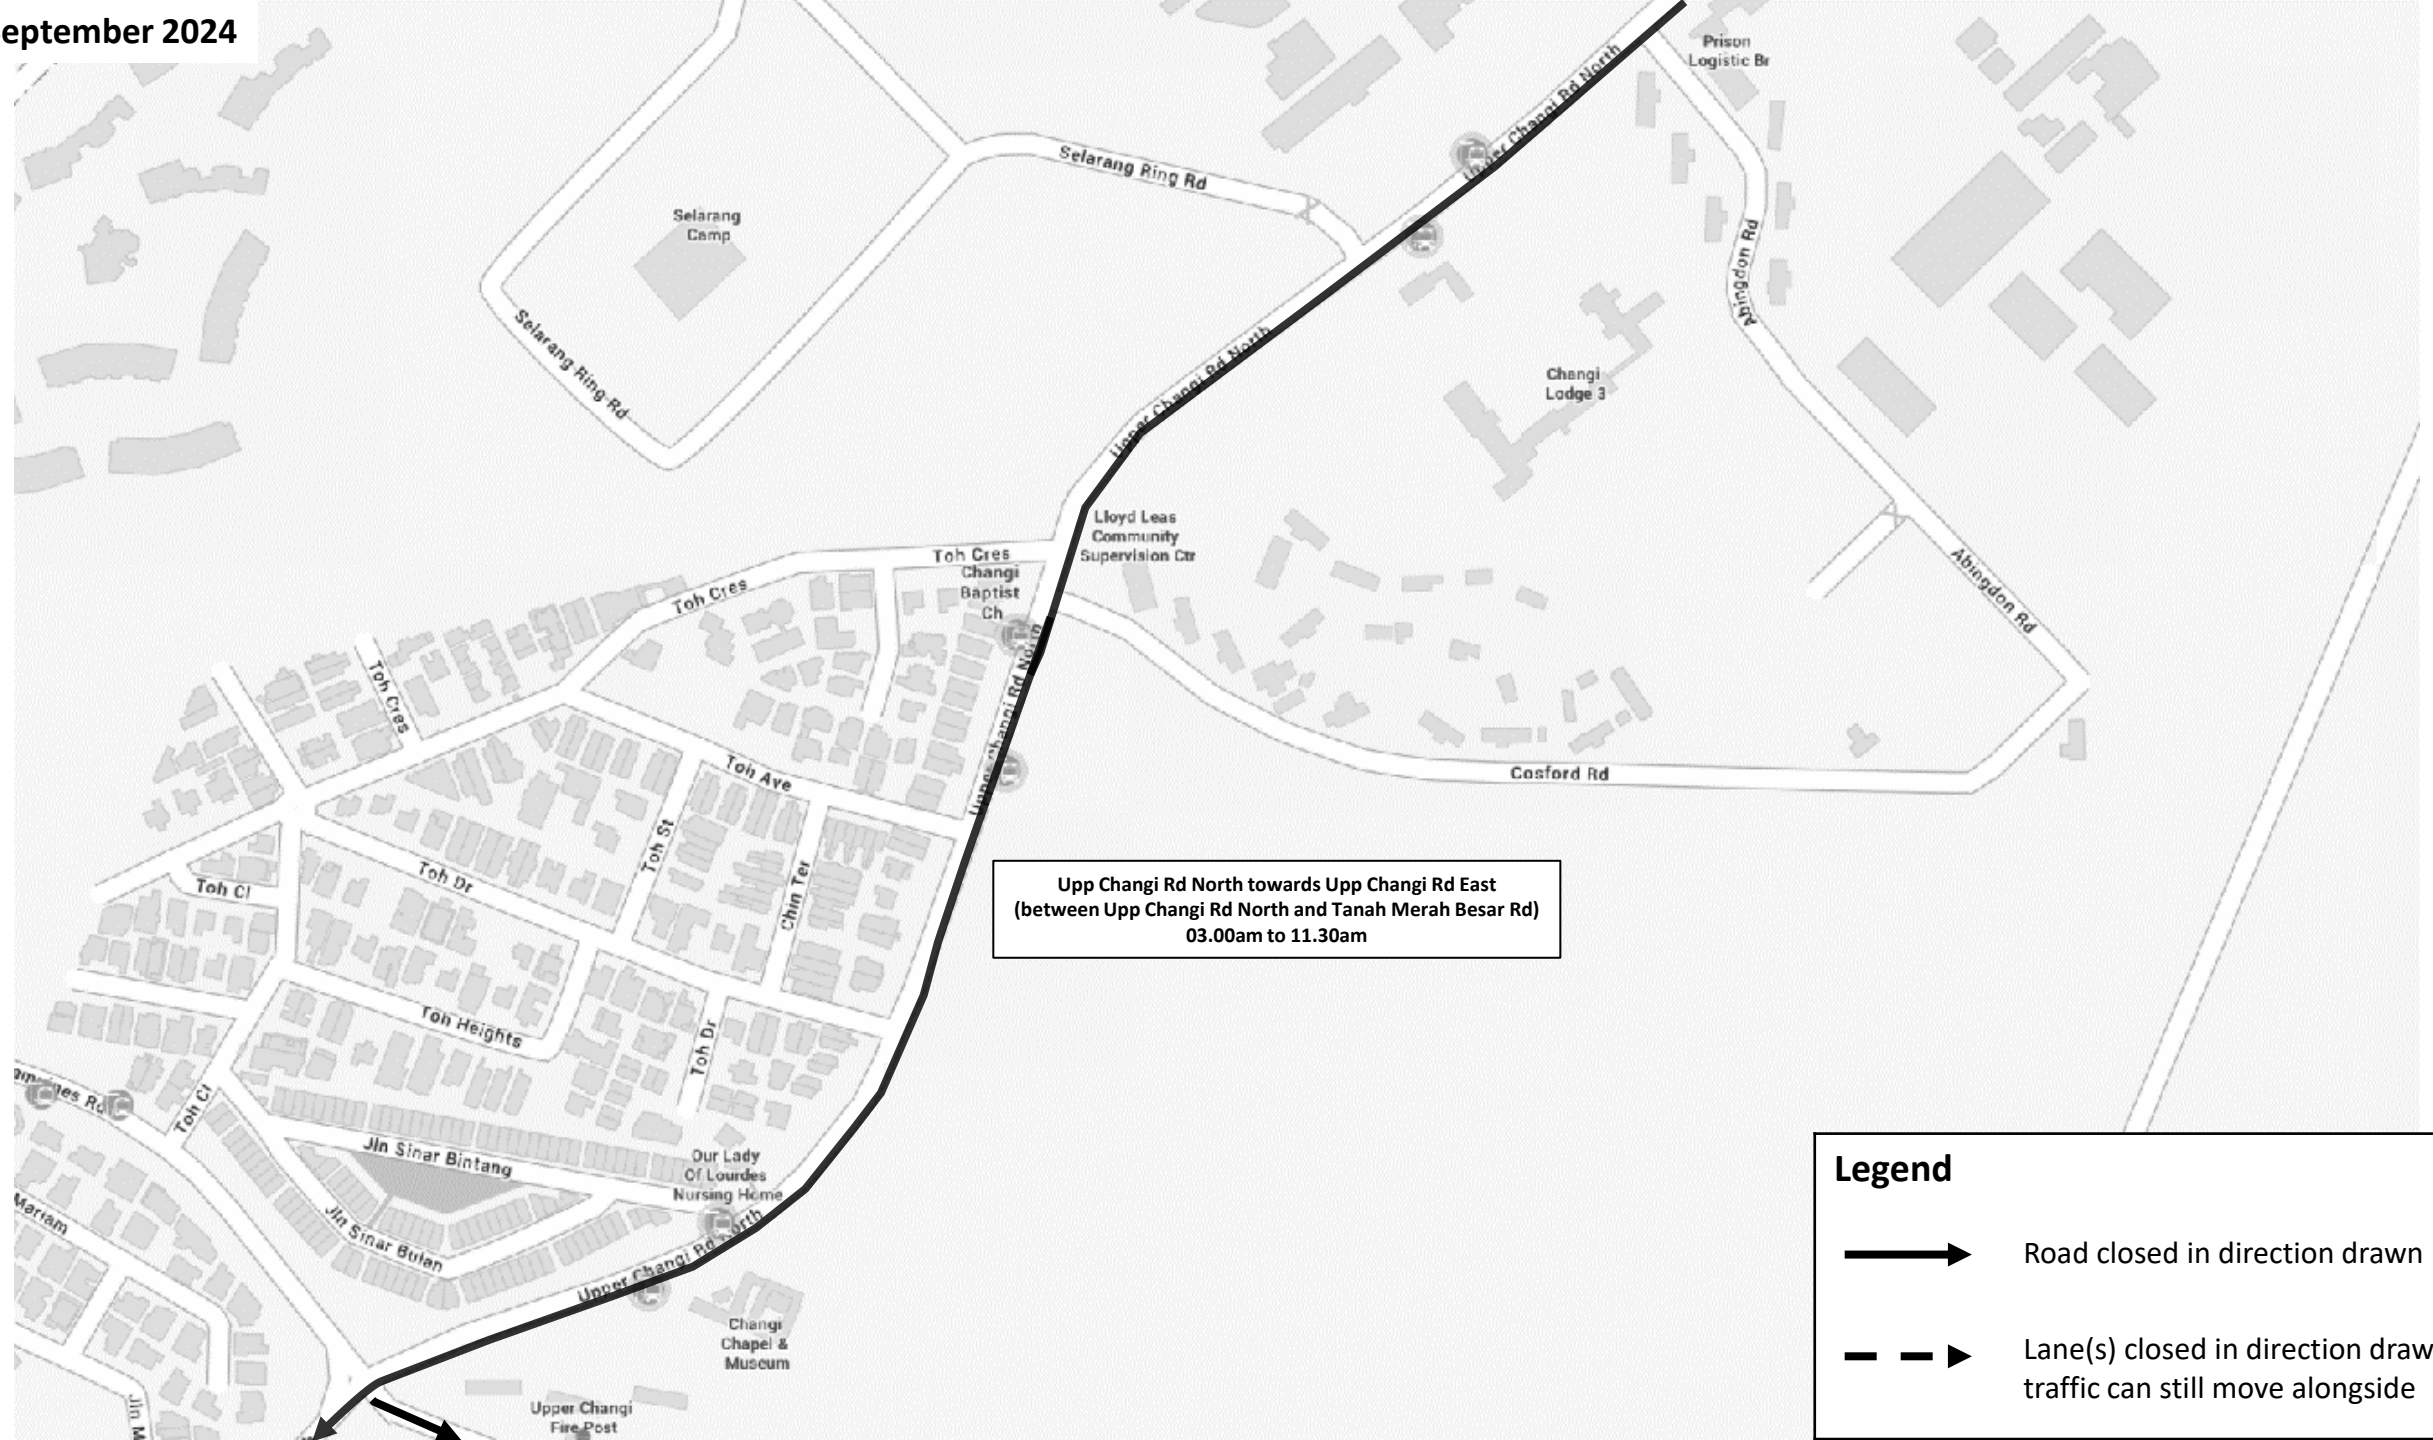 eptember 2024
Prison
Logistic Br
Upper Changi Rd North
Selarang Ring Rd
Selarang
Camp
Abingdon Rd
Selarang Ring Rd
Upper Changi Rd North
Changi
Lodge 3
Lloyd Leas
Community
Supervision Ctr
Toh Cres
Changi
Baptist
Ch
Toh Cres
Abingdon Rd
Toh Cres
Upper Changi Rd North
Toh Ave
Cosford Rd
Toh St
Toh Dr
Toh Cl
Chin Ter
Upp Changi Rd North towards Upp Changi Rd East
(between Upp Changi Rd North and Tanah Merah Besar Rd)
03.00am to 11.30am
Toh Heights
Toh Dr
Toh Cl
Jln Sinar Bintang
Our Lady
Of Lourdes
Nursing Home
Mariam
Jln Sinar Bulan
Upper Changi Rd North
Changi
Chapel &
Museum
Upper Changi
Fire Post
Jln M
Legend
Road closed in direction drawn
Lane(s) closed in direction draw
traffic can still move alongside